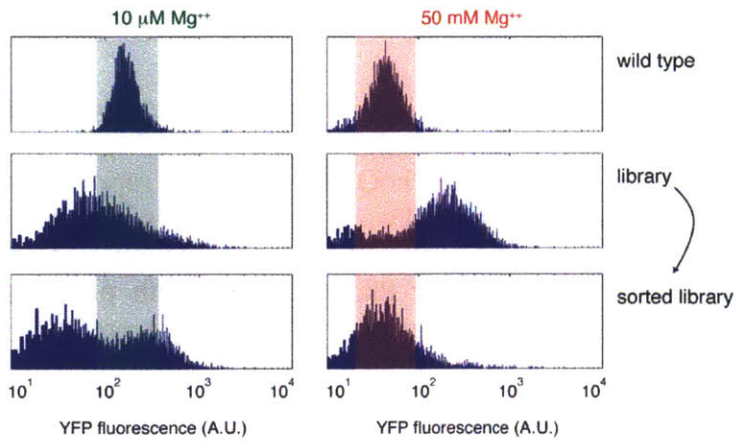 10 μM Mg⁺⁺ 50 mM Mg⁺⁺
wild type
library
sorted library
10¹ 10² 10³ 10⁴ 10¹ 10² 10³ 10⁴
YFP fluorescence (A.U.) YFP fluorescence (A.U.)